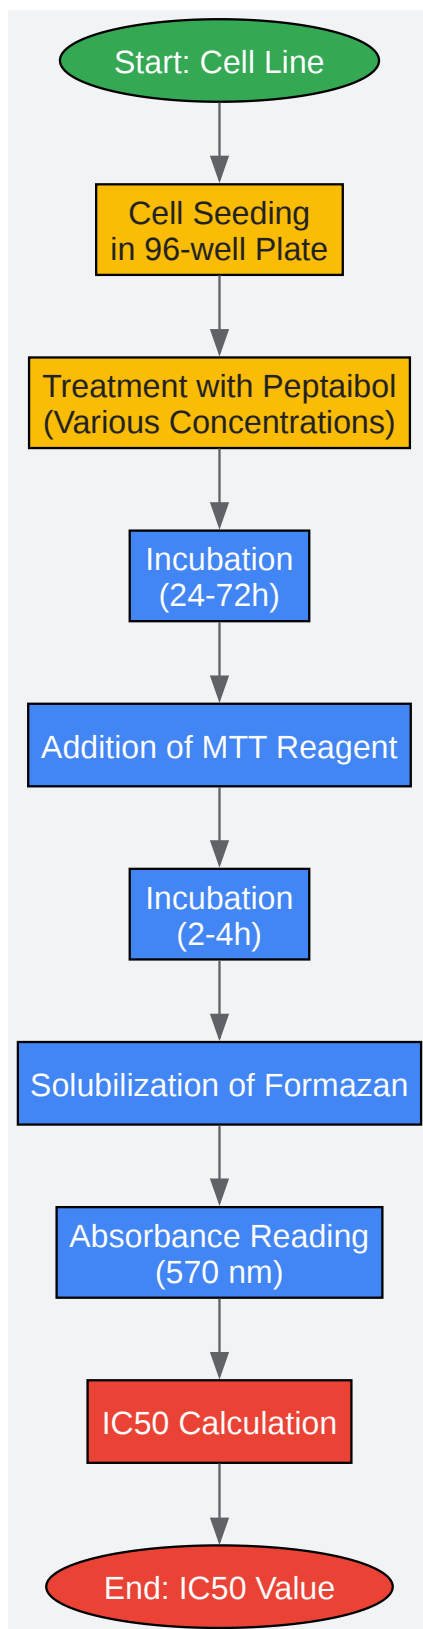 Start: Cell Line
Cell Seeding
in 96-well Plate
Treatment with Peptaibol
(Various Concentrations)
Incubation
(24-72h)
Addition of MTT Reagent
Incubation
(2-4h)
Solubilization of Formazan
Absorbance Reading
(570 nm)
IC50 Calculation
End: IC50 Value